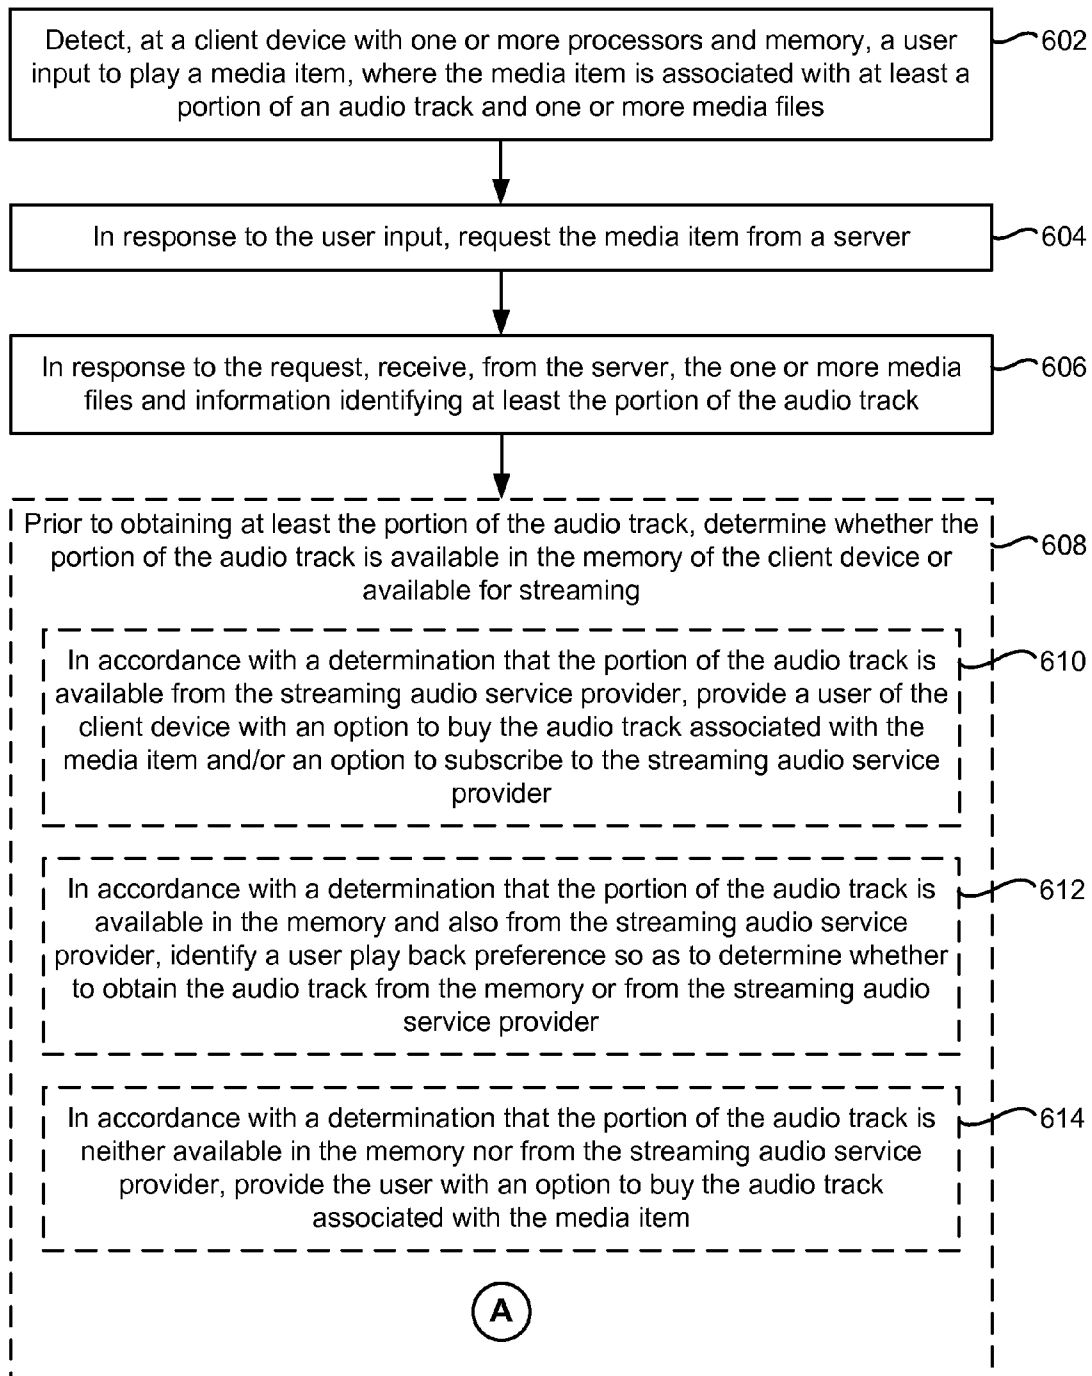 Detect, at a client device with one or more processors and memory, a user
input to play a media item, where the media item is associated with at least a
portion of an audio track and one or more media files
602
In response to the user input, request the media item from a server
604
In response to the request, receive, from the server, the one or more media
files and information identifying at least the portion of the audio track
606
Prior to obtaining at least the portion of the audio track, determine whether the
portion of the audio track is available in the memory of the client device or
available for streaming
608
In accordance with a determination that the portion of the audio track is
available from the streaming audio service provider, provide a user of the
client device with an option to buy the audio track associated with the
media item and/or an option to subscribe to the streaming audio service
provider
610
In accordance with a determination that the portion of the audio track is
available in the memory and also from the streaming audio service
provider, identify a user play back preference so as to determine whether
to obtain the audio track from the memory or from the streaming audio
service provider
612
In accordance with a determination that the portion of the audio track is
neither available in the memory nor from the streaming audio service
provider, provide the user with an option to buy the audio track
associated with the media item
614
A